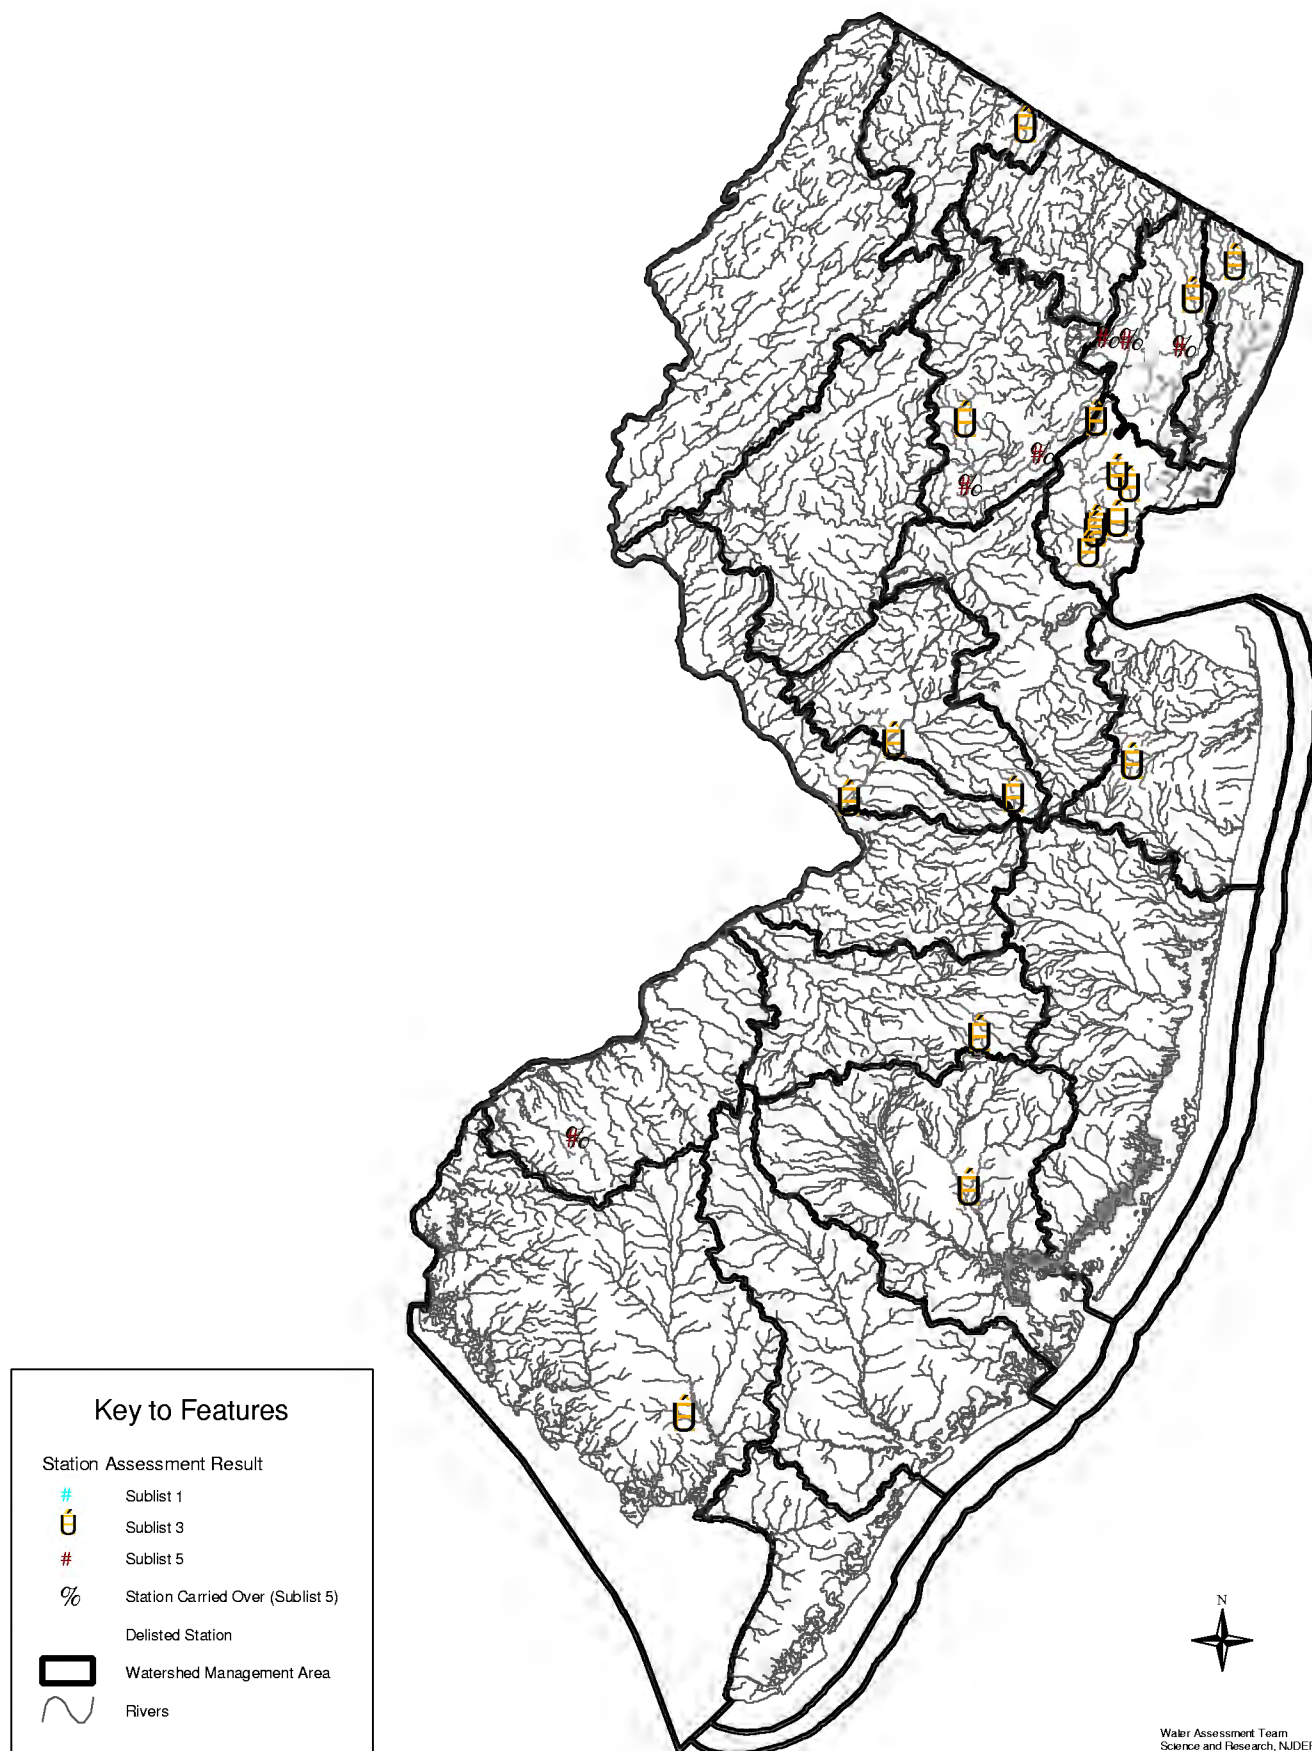 Key to Features
Station Assessment Result
# Sublist 1
Ú Sublist 3
# Sublist 5
% Station Carried Over (Sublist 5)
Delisted Station
Watershed Management Area
Rivers
N
Water Assessment Team
Science and Research, NJDEP